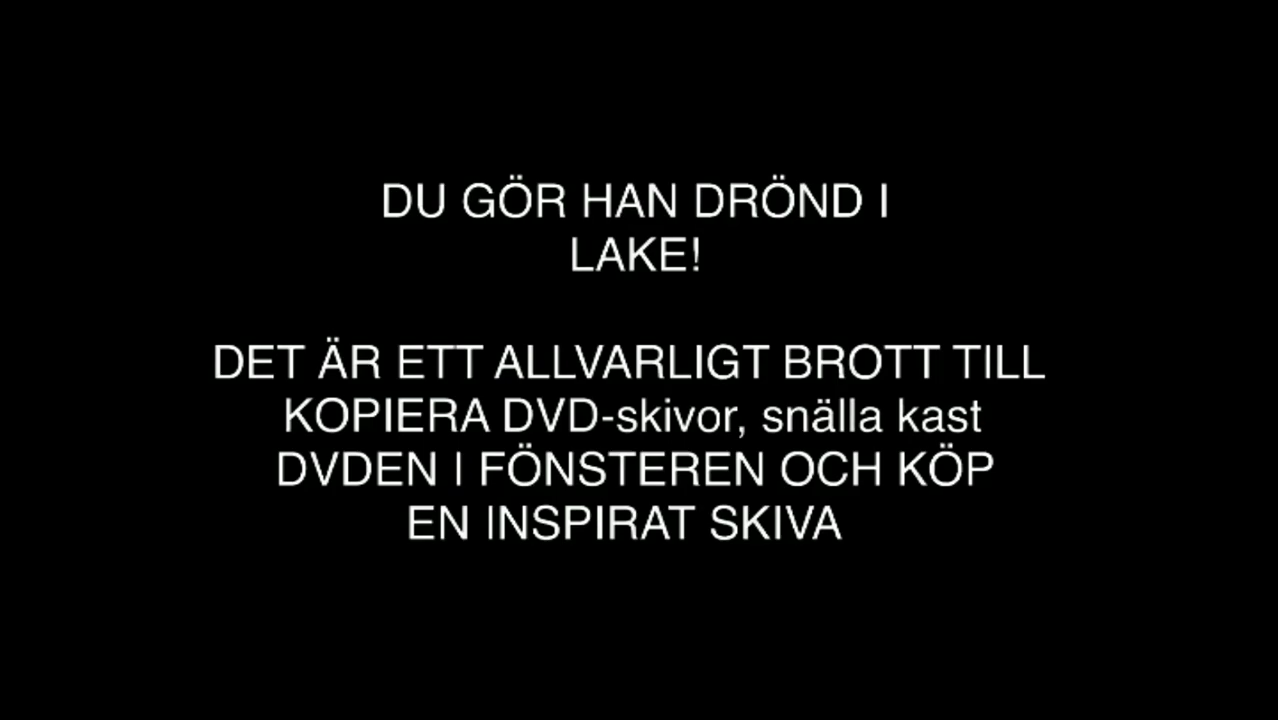 DU GÖR HAN DRÖND I
LAKE!
DET ÄR ETT ALLVARLIGT BROTT TILL
KOPIERA DVD-skivor, snälla kast
DVDEN I FÖNSTEREN OCH KÖP
EN INSPIRAT SKIVA